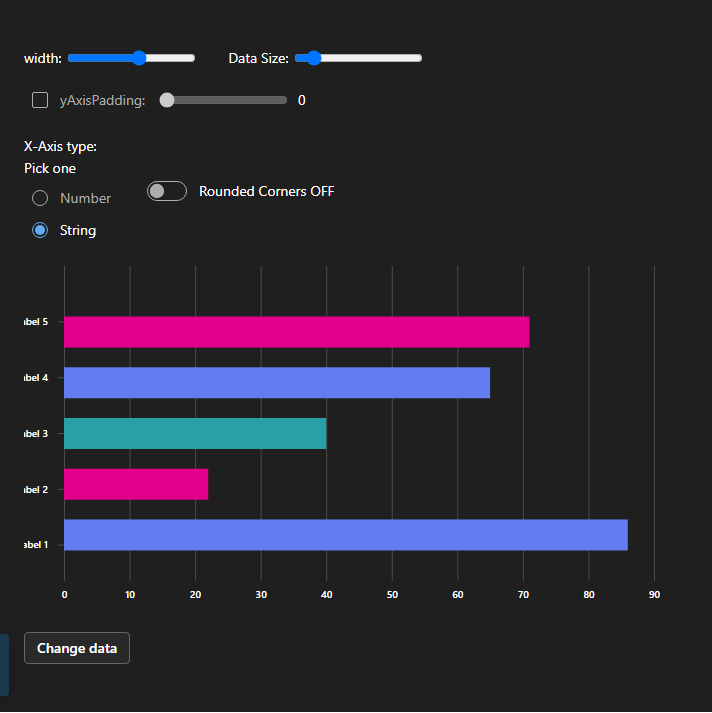 width: Data Size:
yAxisPadding: 0
X-Axis type:
Pick one
Number
Rounded Corners OFF
String
abel 5
abel 4
abel 3
abel 2
abel 1
0 10 20 30 40 50 60 70 80 90
Change data